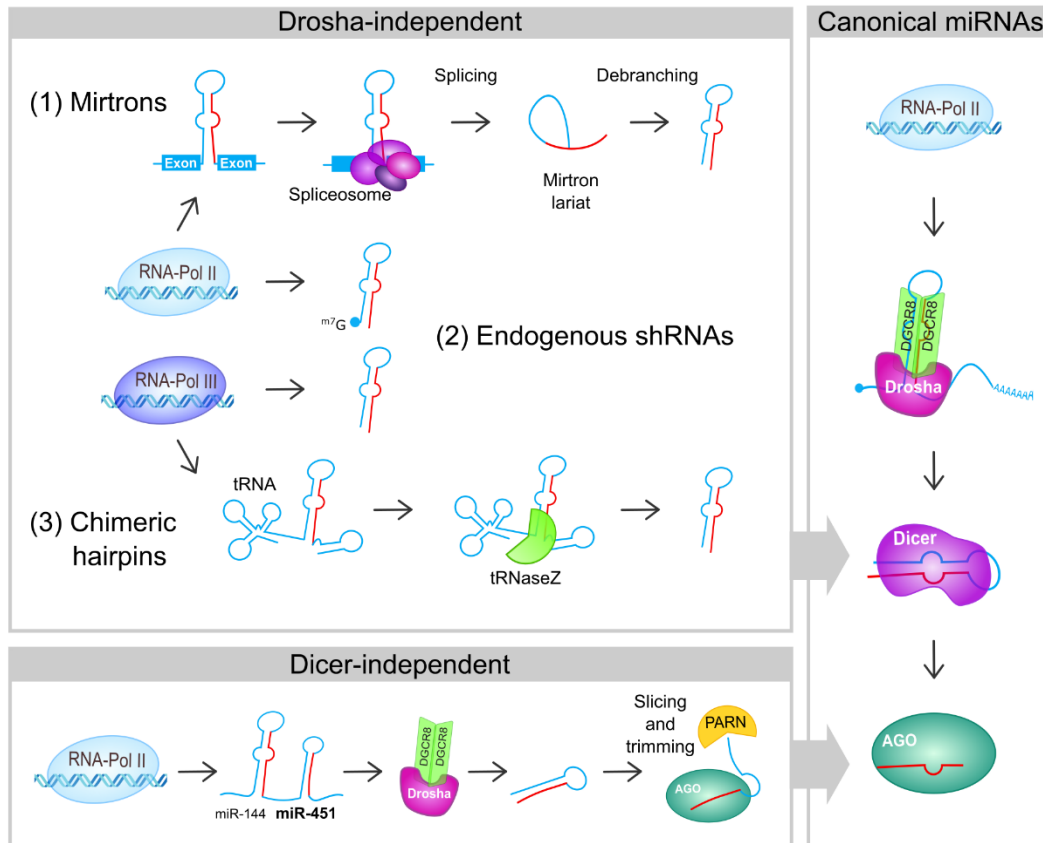 Drosha-independent
(1) Mirtrons
Exon
Exon
Spliceosome
Splicing
Mirtron
lariat
Debranching
RNA-Pol II
m7G
(2) Endogenous shRNAs
RNA-Pol III
(3) Chimeric
hairpins
tRNA
tRNaseZ
Dicer-independent
RNA-Pol II
miR-144
miR-451
DGCR8
DGCR8
Drosha
Slicing
and
trimming
PARN
AGO
Canonical miRNAs
RNA-Pol II
DGCR8
DGCR8
Drosha
AAAAAAA
Dicer
AGO